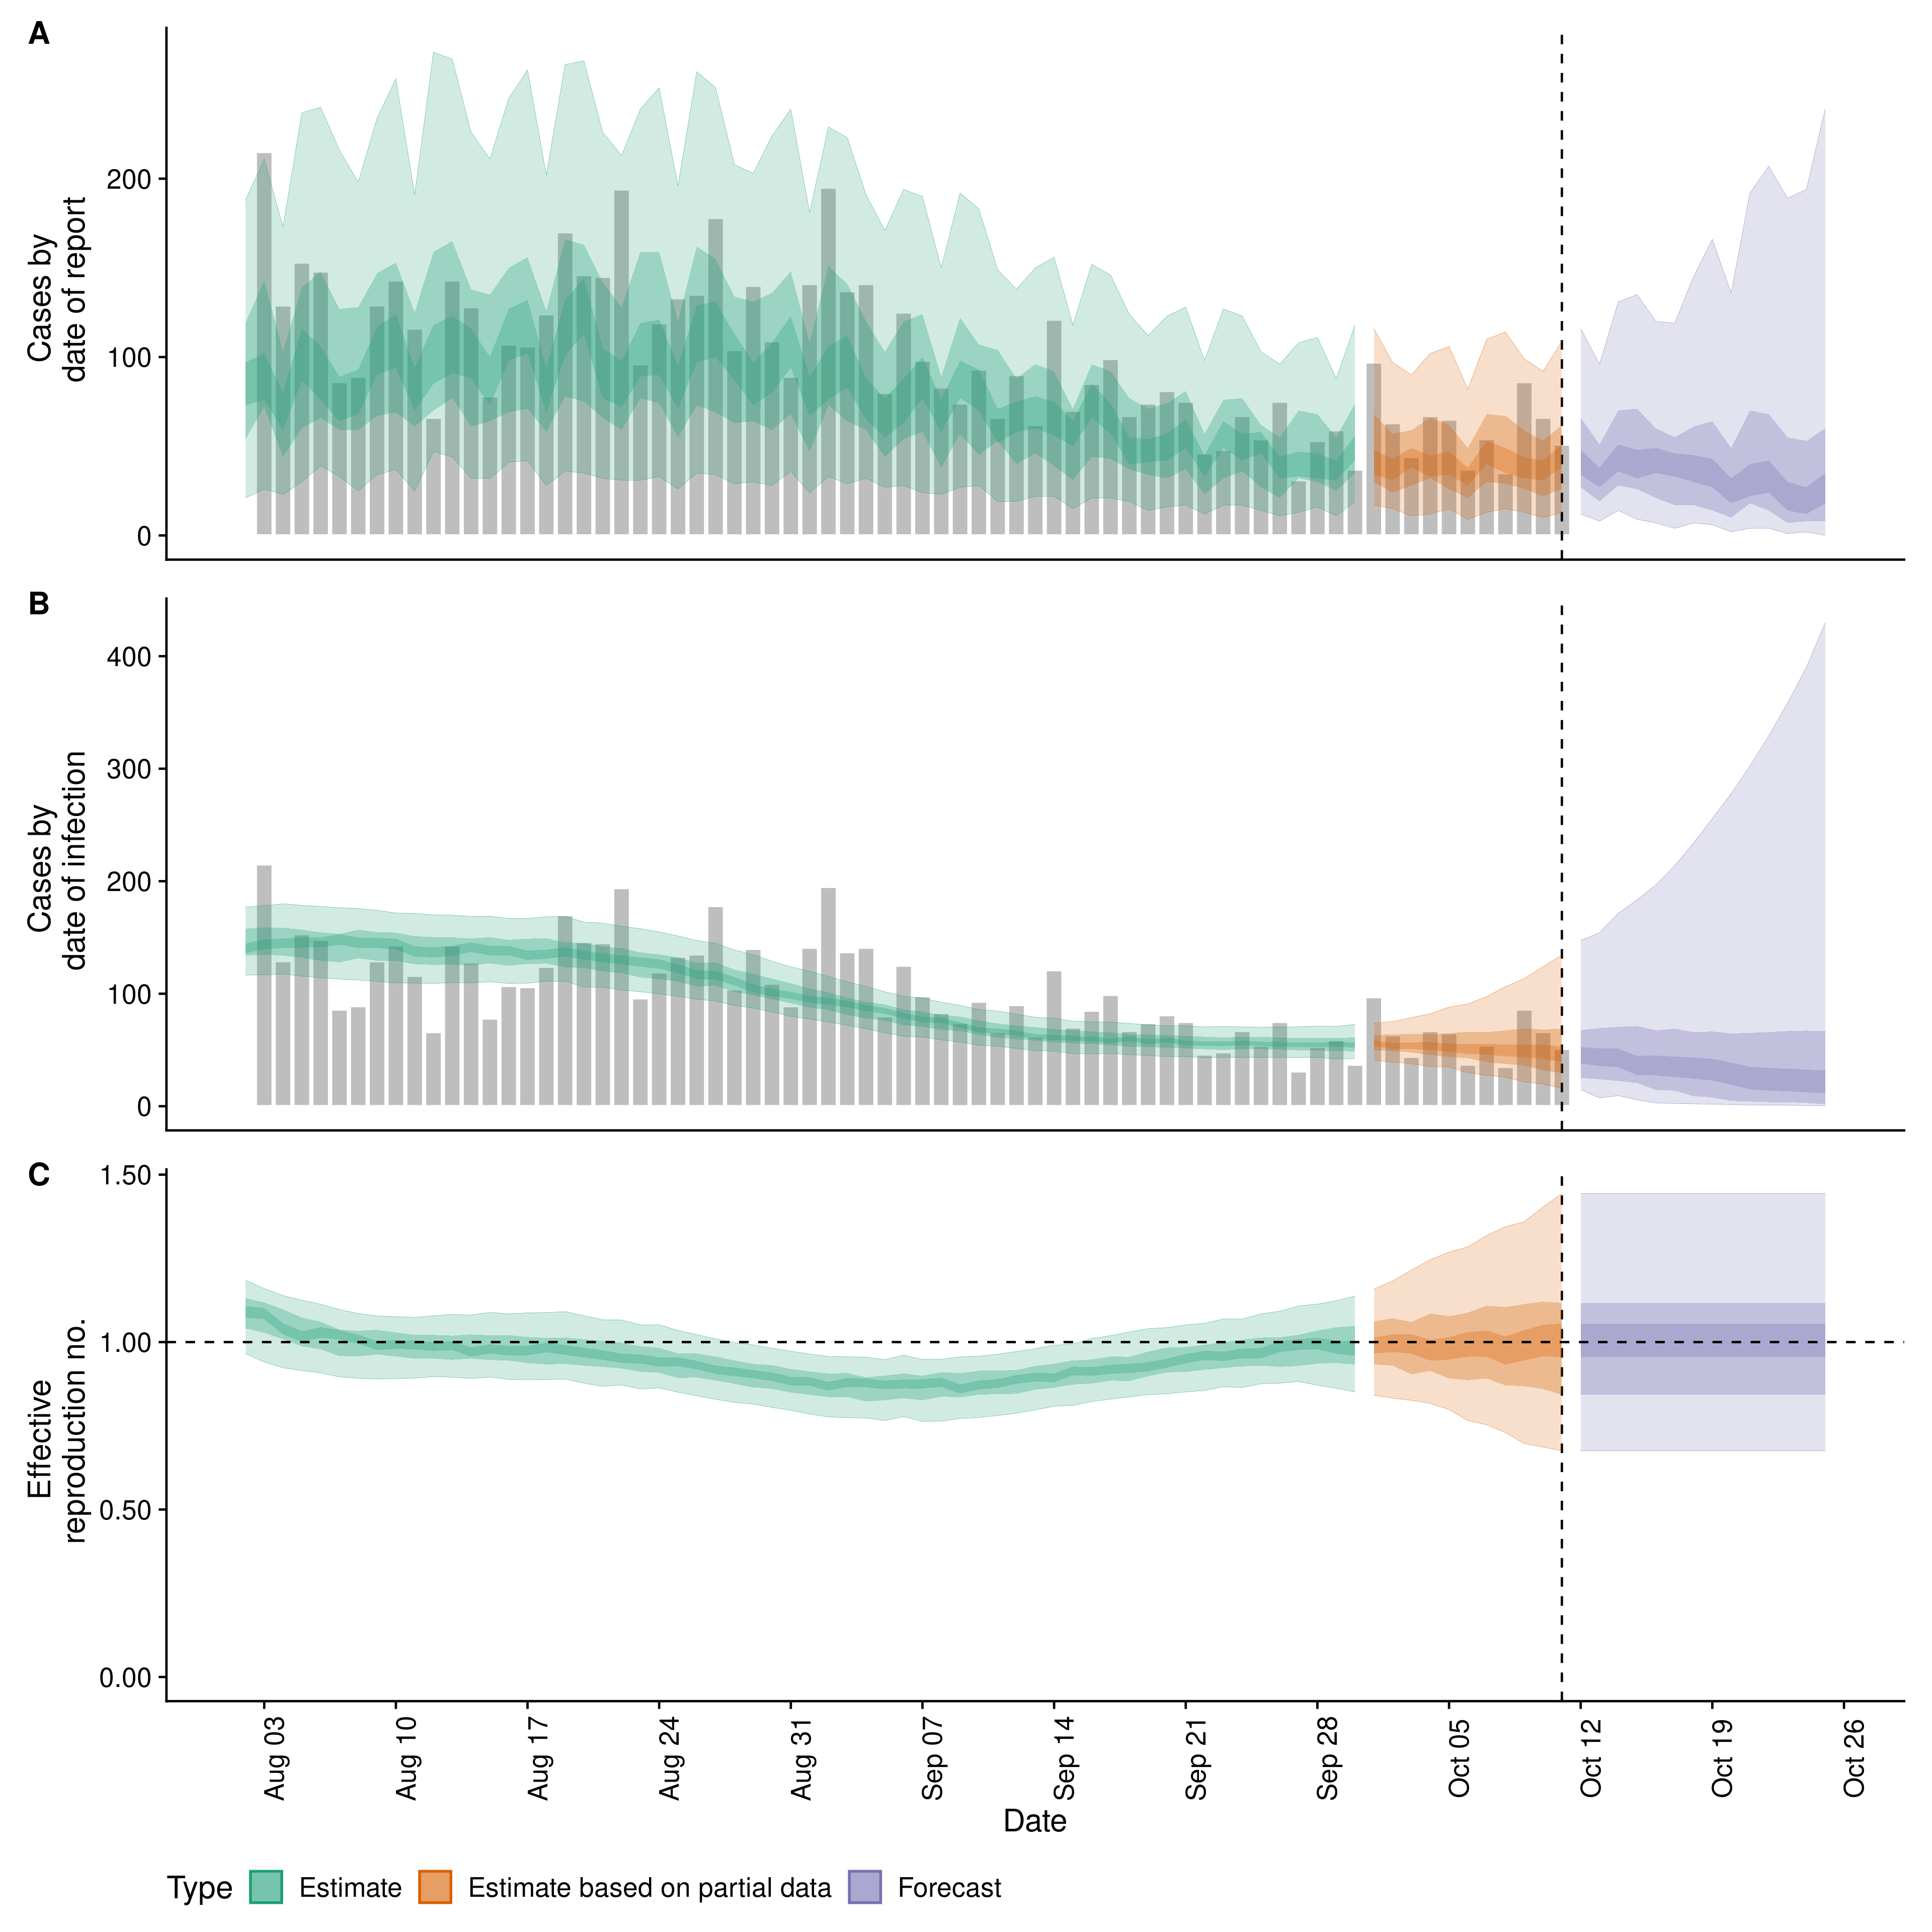 A
Cases by
date of report
200
100
0
B
Cases by
date of infection
400
300
200
100
0
C
Effective
reproduction no.
1.50
1.00
0.50
0.00
Aug 03
Aug 10
Aug 17
Aug 24
Aug 31
Sep 07
Sep 14
Sep 21
Sep 28
Oct 05
Oct 12
Oct 19
Oct 26
Date
Type Estimate Estimate based on partial data Forecast